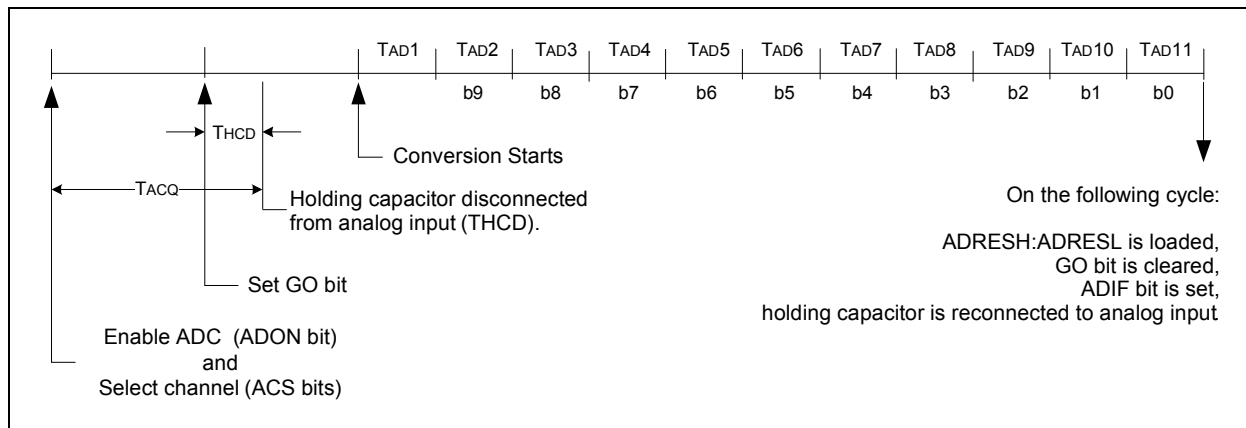 TAD1 TAD2 TAD3 TAD4 TAD5 TAD6 TAD7 TAD8 TAD9 TAD10 TAD11
b9 b8 b7 b6 b5 b4 b3 b2 b1 b0
THCD
Conversion Starts
TACQ
Holding capacitor disconnected
from analog input (THCD).
On the following cycle:
ADRESH:ADRESL is loaded,
GO bit is cleared,
ADIF bit is set,
holding capacitor is reconnected to analog input
Set GO bit
Enable ADC (ADON bit)
and
Select channel (ACS bits)